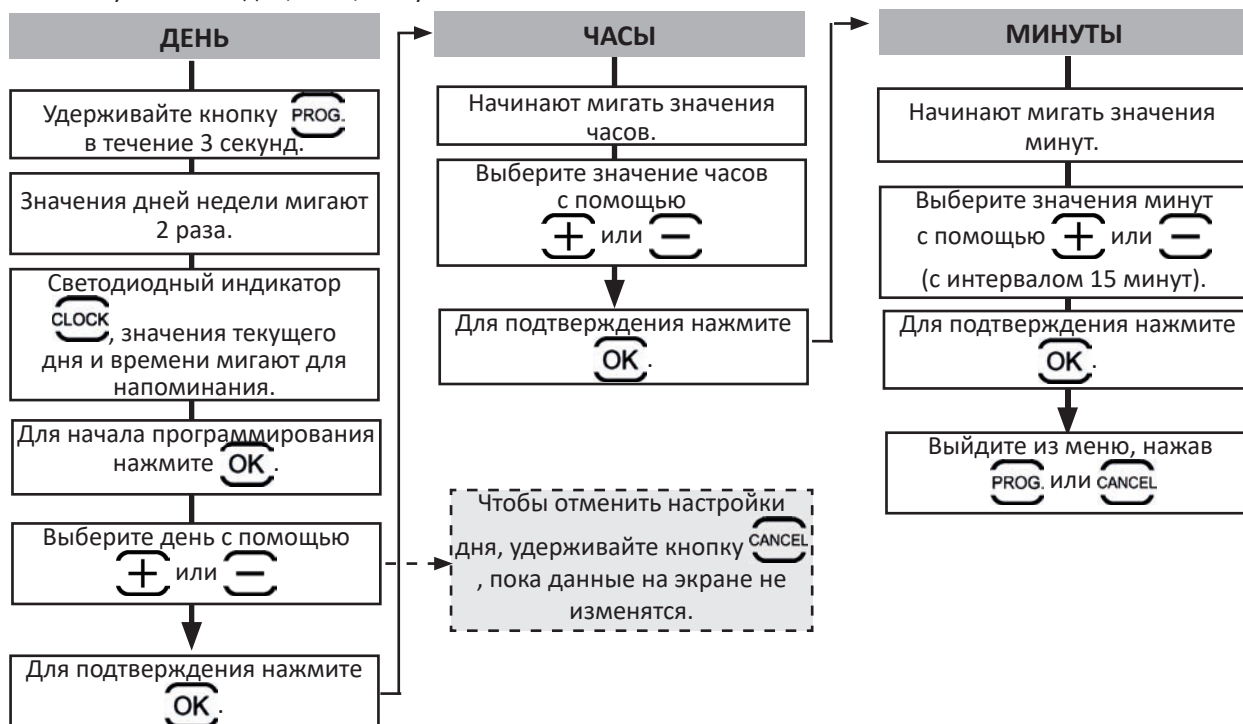 ДЕНЬ
Удерживайте кнопку PROG.
в течение 3 секунд.
Значения дней недели мигают
2 раза.
Светодиодный индикатор
CLOCK, значения текущего
дня и времени мигают для
напоминания.
Для начала программирования
нажмите OK.
Выберите день с помощью
+ или −
Для подтверждения нажмите
OK.
ЧАСЫ
Начинают мигать значения
часов.
Выберите значение часов
с помощью
+ или −
Для подтверждения нажмите
OK.
Чтобы отменить настройки
дня, удерживайте кнопку CANCEL
, пока данные на экране не
изменятся.
МИНУТЫ
Начинают мигать значения
минут.
Выберите значения минут
с помощью + или −
(с интервалом 15 минут).
Для подтверждения нажмите
OK.
Выйдите из меню, нажав
PROG. или CANCEL